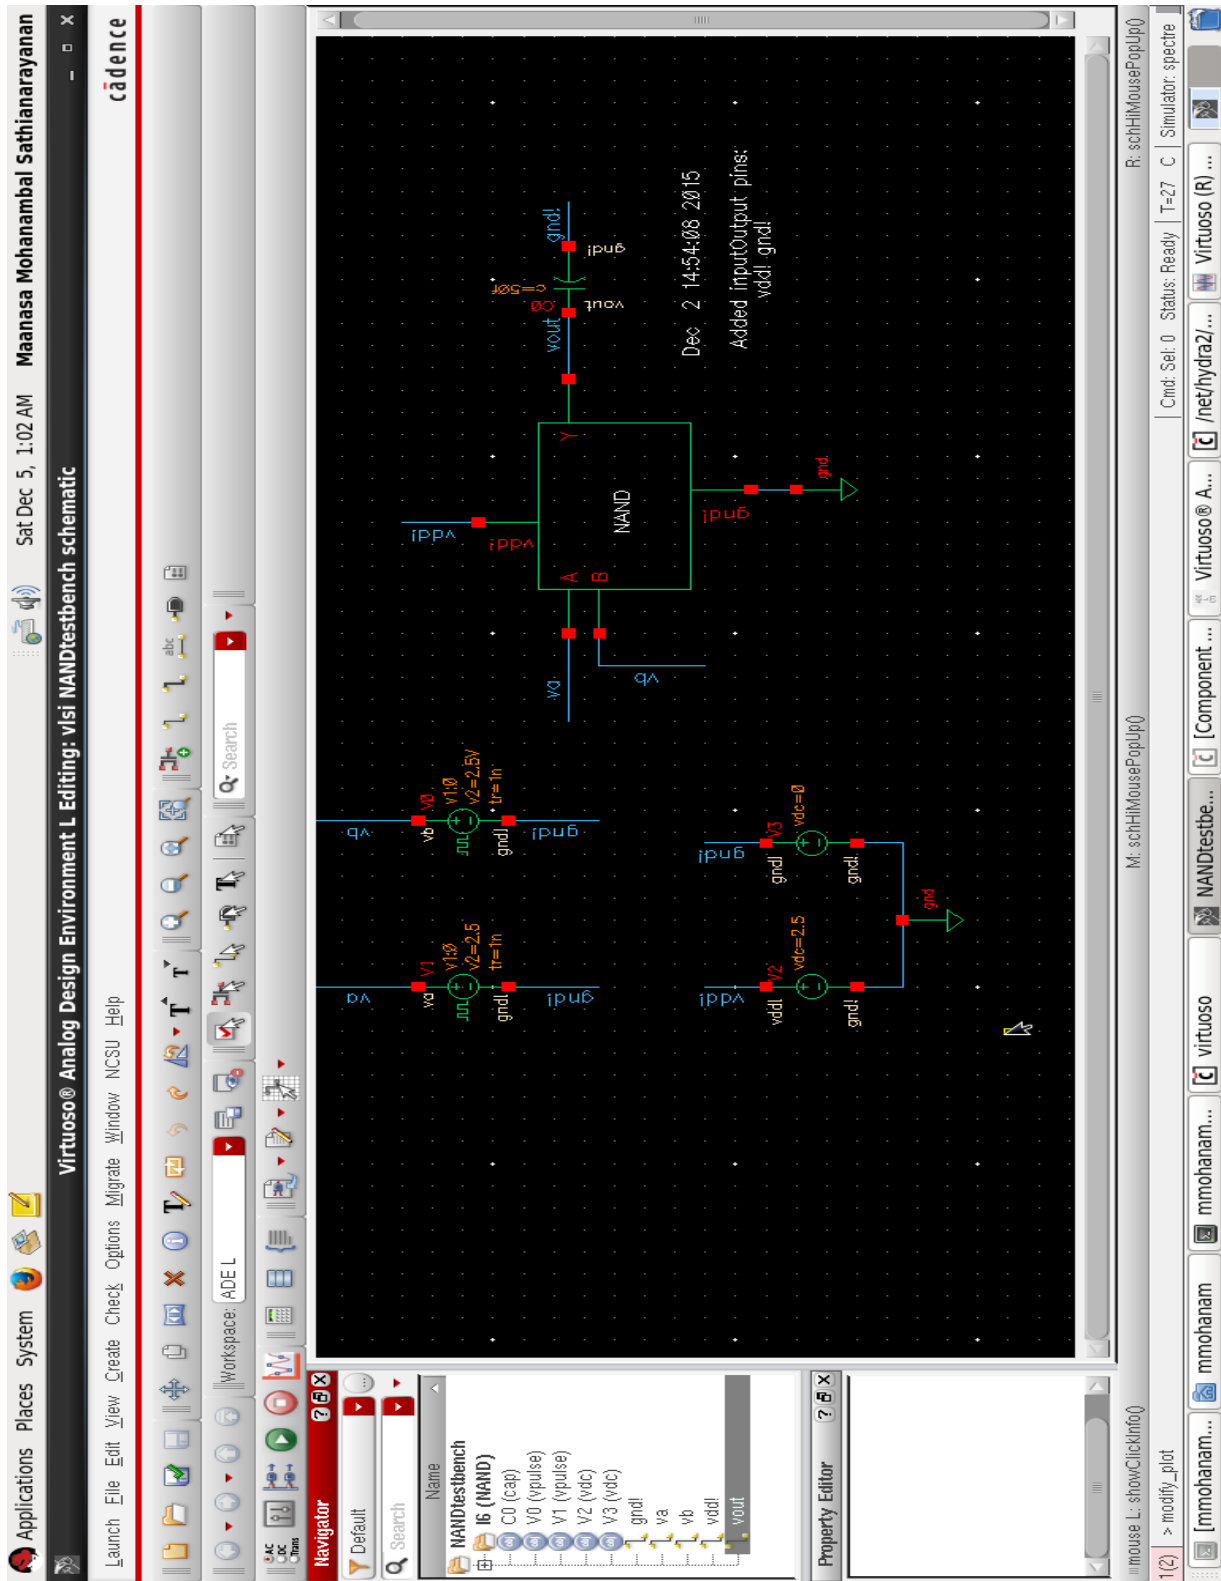 Applications Places System
Sat Dec 5, 1:02 AM Maanasa Mohanambal Sathianarayanan
Virtuoso® Analog Design Environment L Editing: vlsi NANDtestbench schematic
Launch File Edit View Create Check Options Migrate Window NCSU Help
cādence
abc
Workspace: ADE L
Search
AC
DC
Trans
Navigator
Default
Search
Name
NANDtestbench
I6 (NAND)
C0 (cap)
V0 (vpulse)
V1 (vpulse)
V2 (vdc)
V3 (vdc)
gnd!
va
vb
vdd!
vout
Property Editor
va
V1
va
v1:0
v2=2.5
tr=1n
gnd!
gnd!
vb
V0
vb
v1:0
v2=2.5V
tr=1n
gnd!
gnd!
vdd!
V2
vdd!
vdc=2.5
gnd!
gnd!
V3
gnd!
vdc=0
gnd!
gnd
vdd!
vdd!
va
A
B
vb
NAND
Y
gnd!
gnd
vout
C0
c=50f
vout
gnd!
gnd!
Dec 2 14:54:08 2015
Added inputOutput pins:
vdd! gnd!
mouse L: showClickInfo()
M: schHiMousePopUp()
R: schHiMousePopUp()
1(2) > modify_plot
Cmd: Sel: 0 Status: Ready T=27 C Simulator: spectre
[mmohanam...
mmohanam
mmohanam...
virtuoso
NANDtestbe...
[Component ...
Virtuoso® A...
/net/hydra2/...
Virtuoso (R) ...